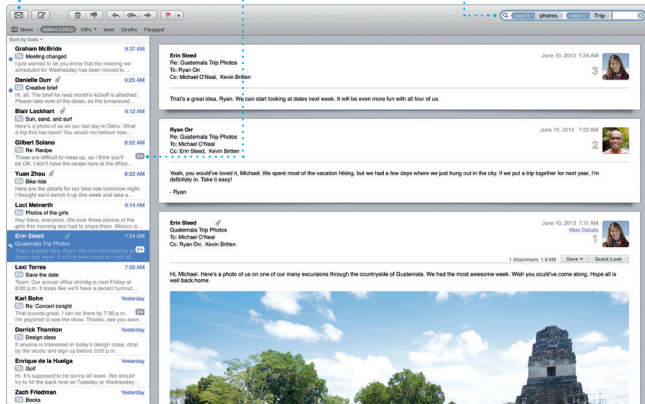 subject photos subject Trip
Show Inbox (195) VIPs Sent Drafts Flagged
Sort by Date
Graham McBride 9:37 AM
To Meeting changed
I just wanted to let you know that the meeting we
scheduled for Wednesday has been moved to...
Danielle Durr 9:25 AM
Cc Creative brief
Hi, all. The brief for next month's kickoff is attached.
Please take note of the dates, as the turnaround...
Blair Lockhart 9:12 AM
To Sun, sand, and surf
Here's a photo of us on our last day in Oahu. What
a trip this has been! You would not believe how...
Gilbert Solano 8:52 AM
To Re: Recipe
Those are difficult to mess up, so I think you'll
be OK. I don't have the recipe here at the office... 2
Yuan Zhou 8:33 AM
Cc Bike ride
Here are the details for our bike ride tomorrow night.
I thought we'd switch it up this week and take a...
Luci Meinerth 8:14 AM
Cc Photos of the girls
Hey there, everyone. We took these photos of the
girls this morning and had to share them. Mexico is...
Erin Steed 7:24 AM
Guatemala Trip Photos
That's a great idea, Ryan. We can start looking at
dates next week. It will be even more fun with all 3
Lexi Torres 7:05 AM
Cc Save the date
Team: Our annual office shindig is next Friday at
8:00 p.m. It looks like we'll have a decent turnout...
Karl Bohn Yesterday
Cc Re: Concert tonight
That sounds great. I can be there by 7:30 p.m. 2
I'm psyched to see the show. Thanks, see you soon.
Derrick Thornton Yesterday
Cc Design class
If anyone is interested in today's design class, drop
by the studio and sign up before 3:00 p.m.
Enrique de la Huelga Yesterday
To Golf
Hi. It's supposed to be sunny all week. We should
try to hit the back nine on Tuesday or Wednesday...
Zach Friedman Yesterday
To Books
Erin Steed June 10, 2013 7:24 AM
Re: Guatemala Trip Photos
To: Ryan Orr
Cc: Michael O'Neal, Kevin Britten
3
That's a great idea, Ryan. We can start looking at dates next week. It will be even more fun with all four of us.
Ryan Orr June 10, 2013 7:22 AM
Re: Guatemala Trip Photos
To: Michael O'Neal
Cc: Erin Steed, Kevin Britten
2
Yeah, you would've loved it, Michael. We spent most of the vacation hiking, but we had a few days where we just hung out in the city. If we put a trip together for next year, I'm
definitely in. Take it easy!
- Ryan
Erin Steed June 10, 2013 7:11 AM
Guatemala Trip Photos Hide Details
To: Michael O'Neal
Cc: Ryan Orr, Kevin Britten
1
1 Attachment, 1.9 MB Save Quick Look
Hi, Michael. Here's a photo of us on one of our many excursions through the countryside of Guatemala. We had the most awesome week. Wish you could've come along. Hope all is
well back home.